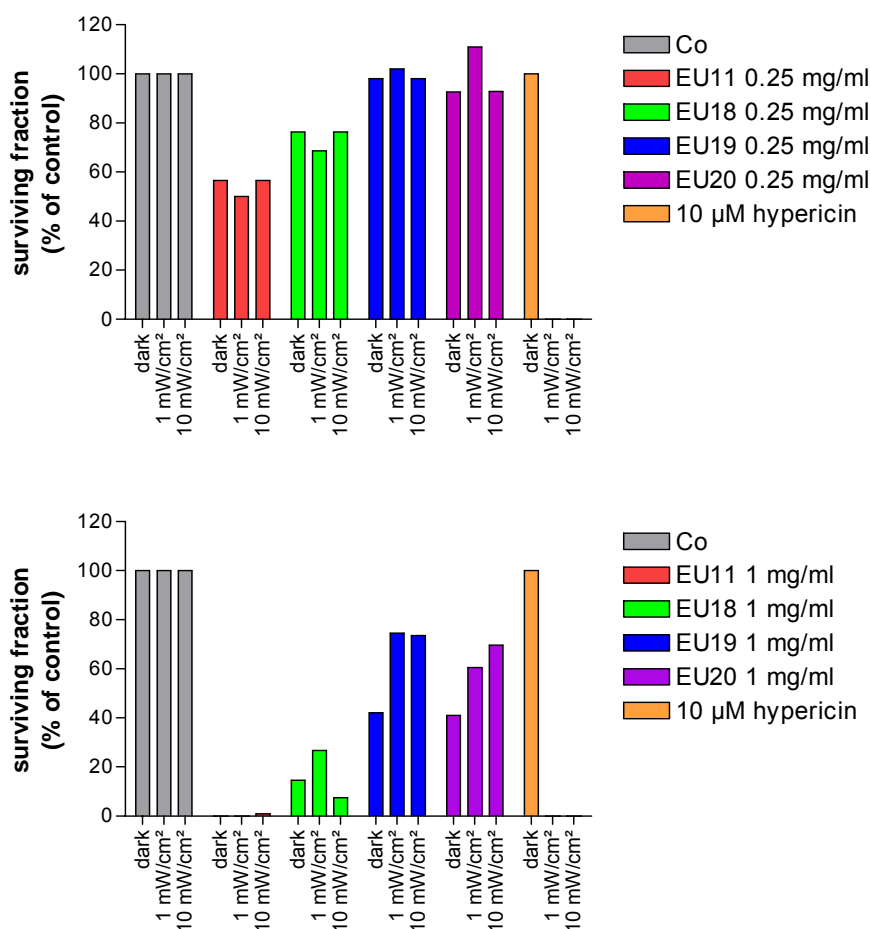 surviving fraction
(% of control)
120
100
80
60
40
20
0
dark
1 mW/cm²
10 mW/cm²
dark
1 mW/cm²
10 mW/cm²
dark
1 mW/cm²
10 mW/cm²
dark
1 mW/cm²
10 mW/cm²
dark
1 mW/cm²
10 mW/cm²
dark
1 mW/cm²
10 mW/cm²
Co
EU11 0.25 mg/ml
EU18 0.25 mg/ml
EU19 0.25 mg/ml
EU20 0.25 mg/ml
10 µM hypericin
surviving fraction
(% of control)
120
100
80
60
40
20
0
dark
1 mW/cm²
10 mW/cm²
dark
1 mW/cm²
10 mW/cm²
dark
1 mW/cm²
10 mW/cm²
dark
1 mW/cm²
10 mW/cm²
dark
1 mW/cm²
10 mW/cm²
dark
1 mW/cm²
10 mW/cm²
Co
EU11 1 mg/ml
EU18 1 mg/ml
EU19 1 mg/ml
EU20 1 mg/ml
10 µM hypericin